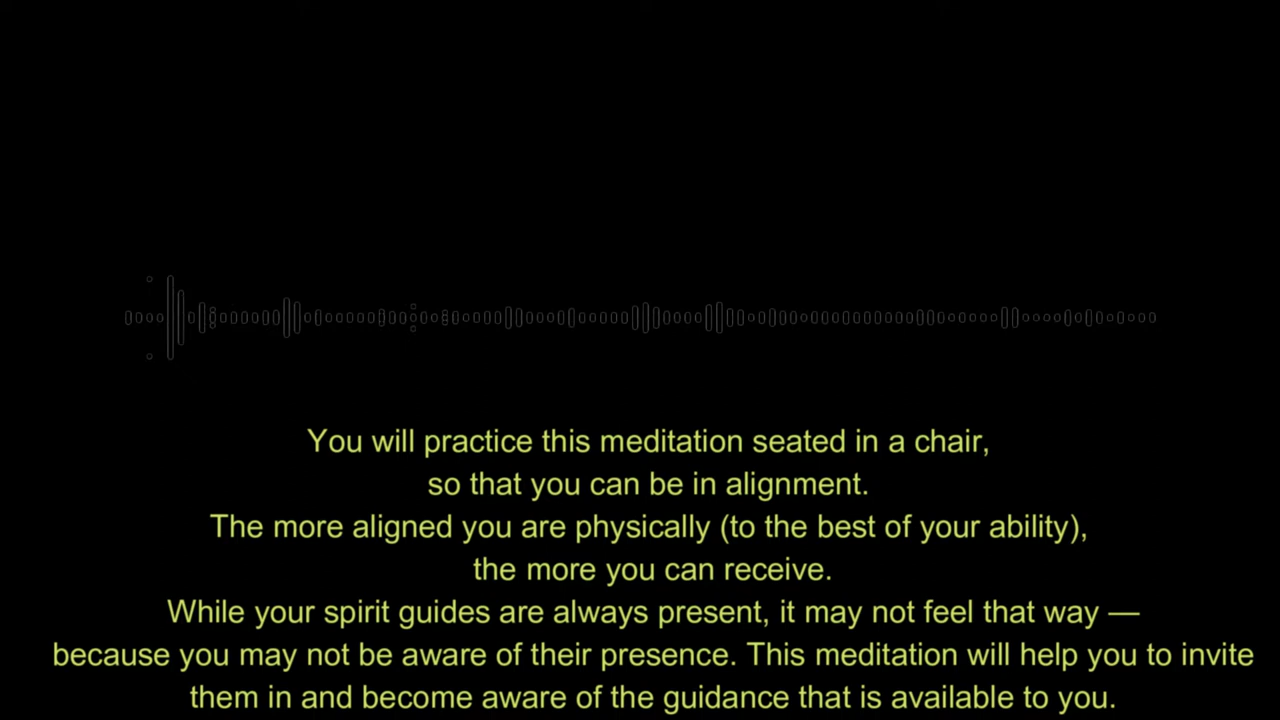 You will practice this meditation seated in a chair,
so that you can be in alignment.
The more aligned you are physically (to the best of your ability),
the more you can receive.
While your spirit guides are always present, it may not feel that way —
because you may not be aware of their presence. This meditation will help you to invite
them in and become aware of the guidance that is available to you.